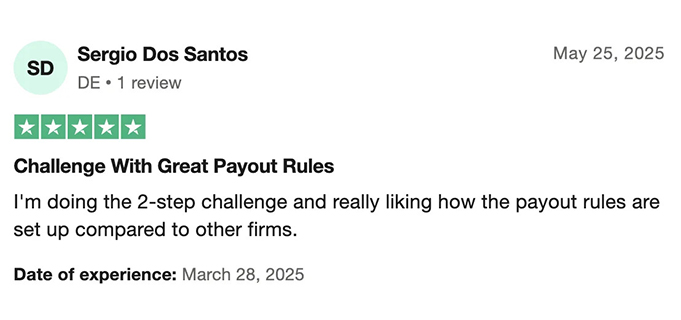 SD
Sergio Dos Santos
May 25, 2025
DE • 1 review
Challenge With Great Payout Rules
I'm doing the 2-step challenge and really liking how the payout rules are
set up compared to other firms.
Date of experience: March 28, 2025